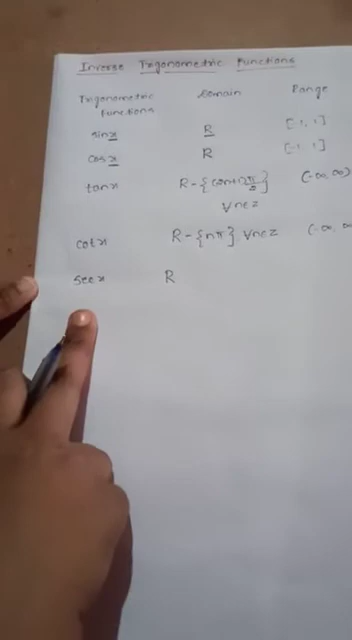 Inverse Trigonometric Functions
Trigonometric Functions Domain Range
sinx R [-1, 1]
cosx R [-1, 1]
tanx R-{(2n+1)π/2} (-∞, ∞)
∀n∈z
cotx R-{nπ} ∀n∈z (-∞, ∞
secx R